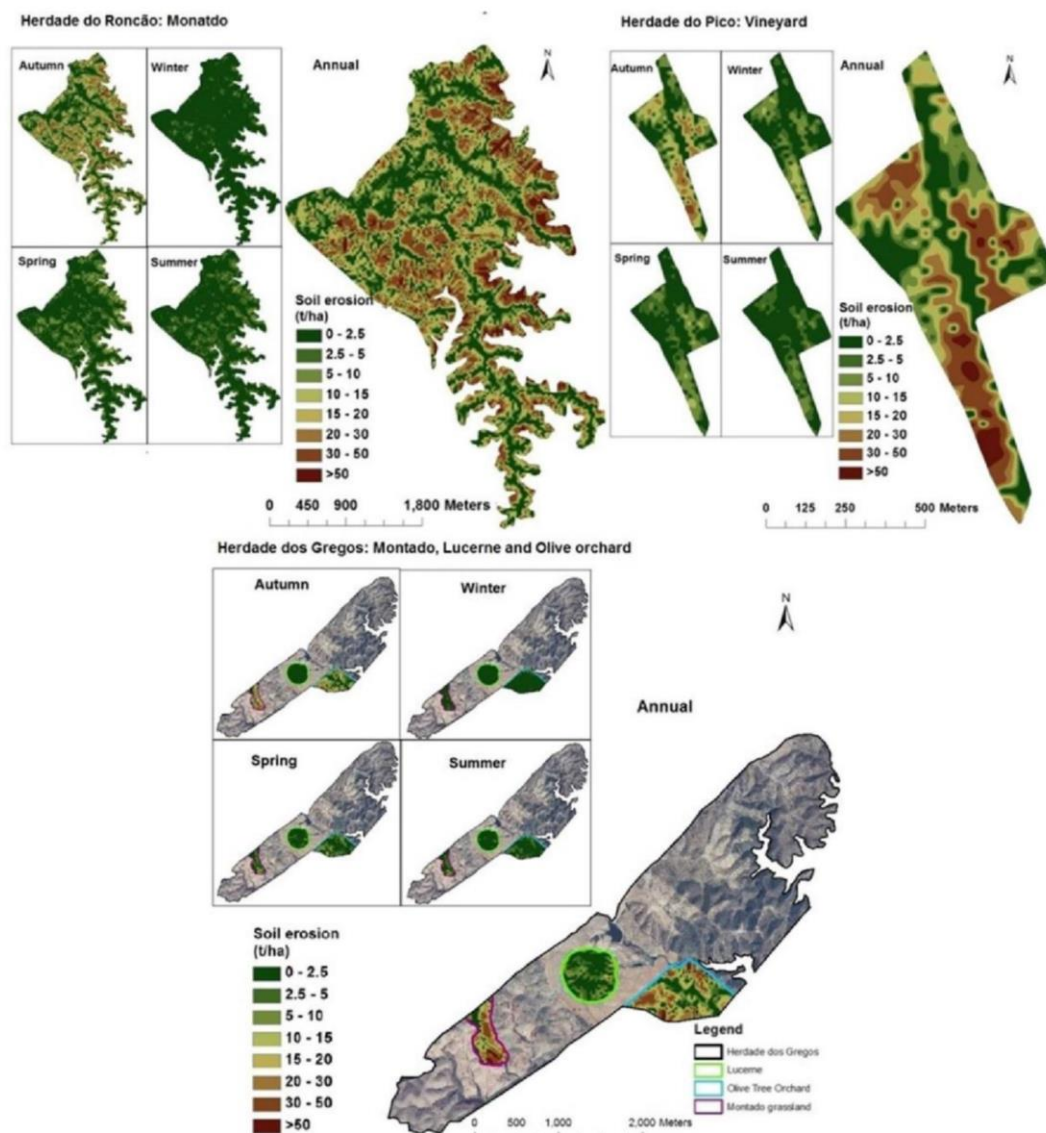 Herdade do Roncão: Monatdo
Autumn
Winter
Annual
N
Spring
Summer
Soil erosion
(t/ha)
0 - 2.5
2.5 - 5
5 - 10
10 - 15
15 - 20
20 - 30
30 - 50
>50
0 450 900 1,800 Meters
Herdade do Pico: Vineyard
Autumn
Winter
Annual
N
Spring
Summer
Soil erosion
(t/ha)
0 - 2.5
2.5 - 5
5 - 10
10 - 15
15 - 20
20 - 30
30 - 50
>50
0 125 250 500 Meters
Herdade dos Gregos: Montado, Lucerne and Olive orchard
Autumn
Winter
N
Annual
Spring
Summer
Soil erosion
(t/ha)
0 - 2.5
2.5 - 5
5 - 10
10 - 15
15 - 20
20 - 30
30 - 50
>50
Legend
Herdade dos Gregos
Lucerne
Olive Tree Orchard
Montado grassland
0 500 1,000 2,000 Meters